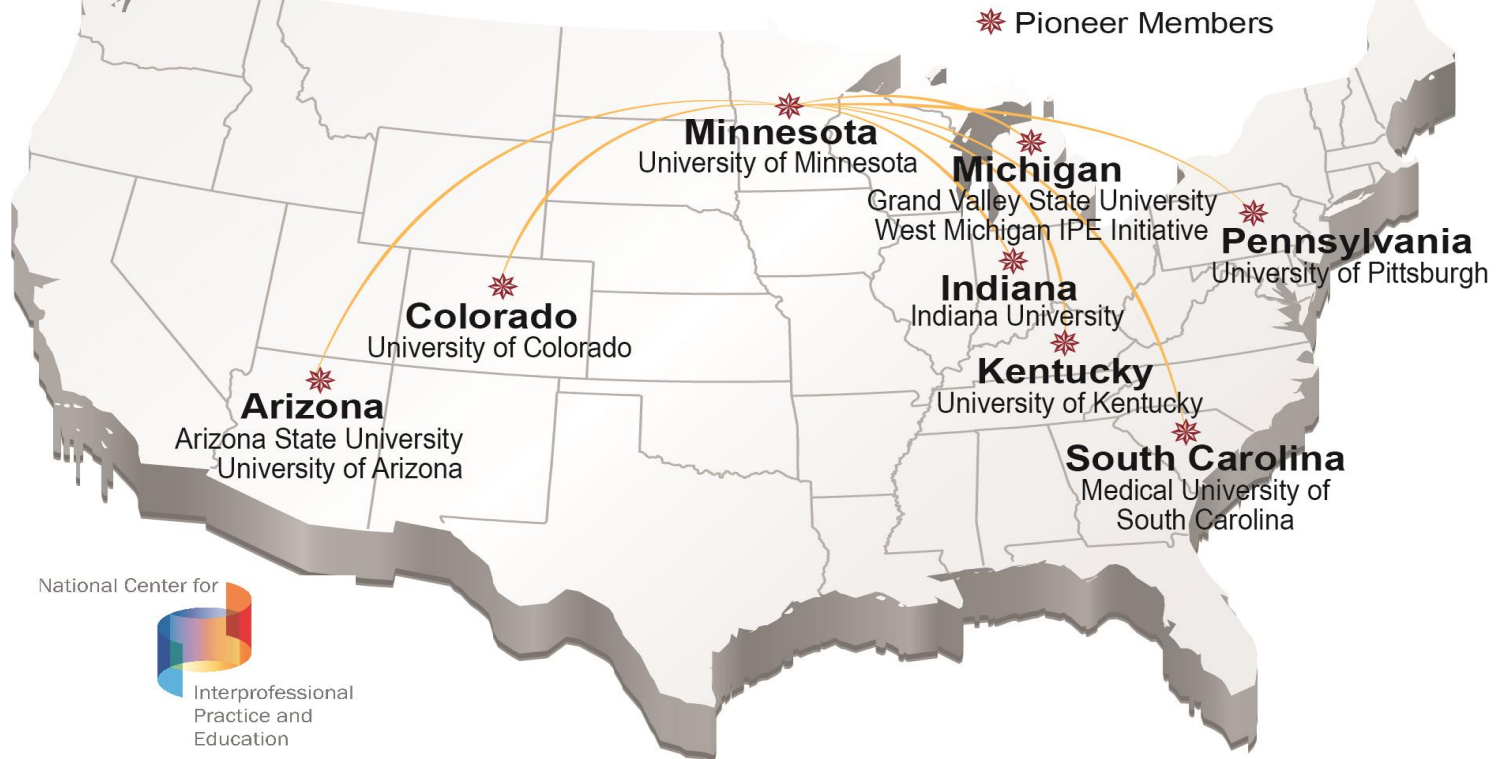 Pioneer Members
Minnesota
University of Minnesota
Michigan
Grand Valley State University
West Michigan IPE Initiative
Pennsylvania
University of Pittsburgh
Indiana
Indiana University
Colorado
University of Colorado
Kentucky
University of Kentucky
Arizona
Arizona State University
University of Arizona
South Carolina
Medical University of
South Carolina
National Center for
Interprofessional
Practice and
Education